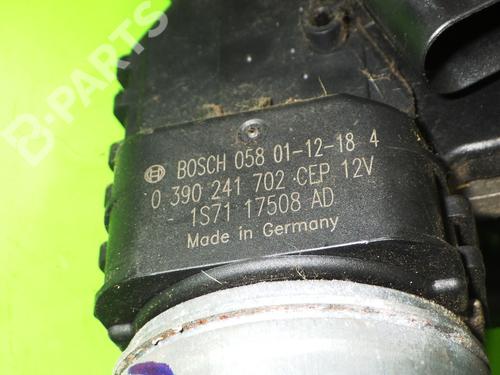 B-PARTS
BOSCH 058 01-12-18 4
0 390 241 702 CEP 12V
- 1S71 17508 AD
Made in Germany